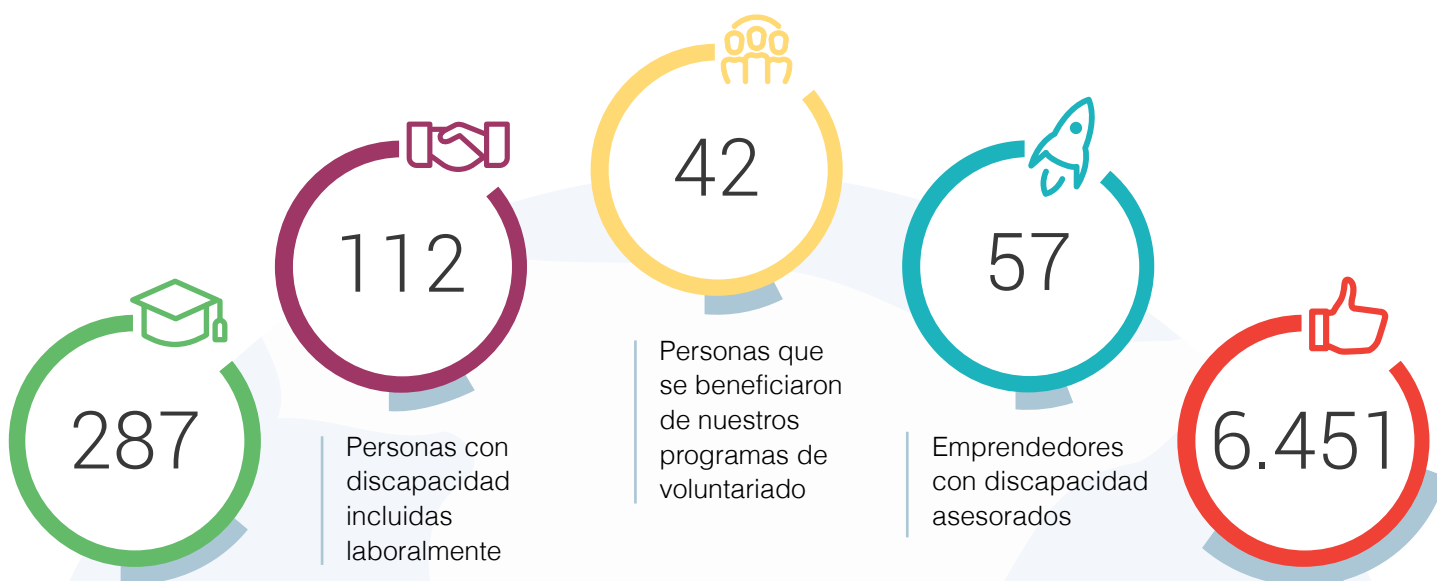 287
112
Personas con
discapacidad
incluidas
laboralmente
42
Personas que
se beneficiaron
de nuestros
programas de
voluntariado
57
Emprendedores
con discapacidad
asesorados
6.451